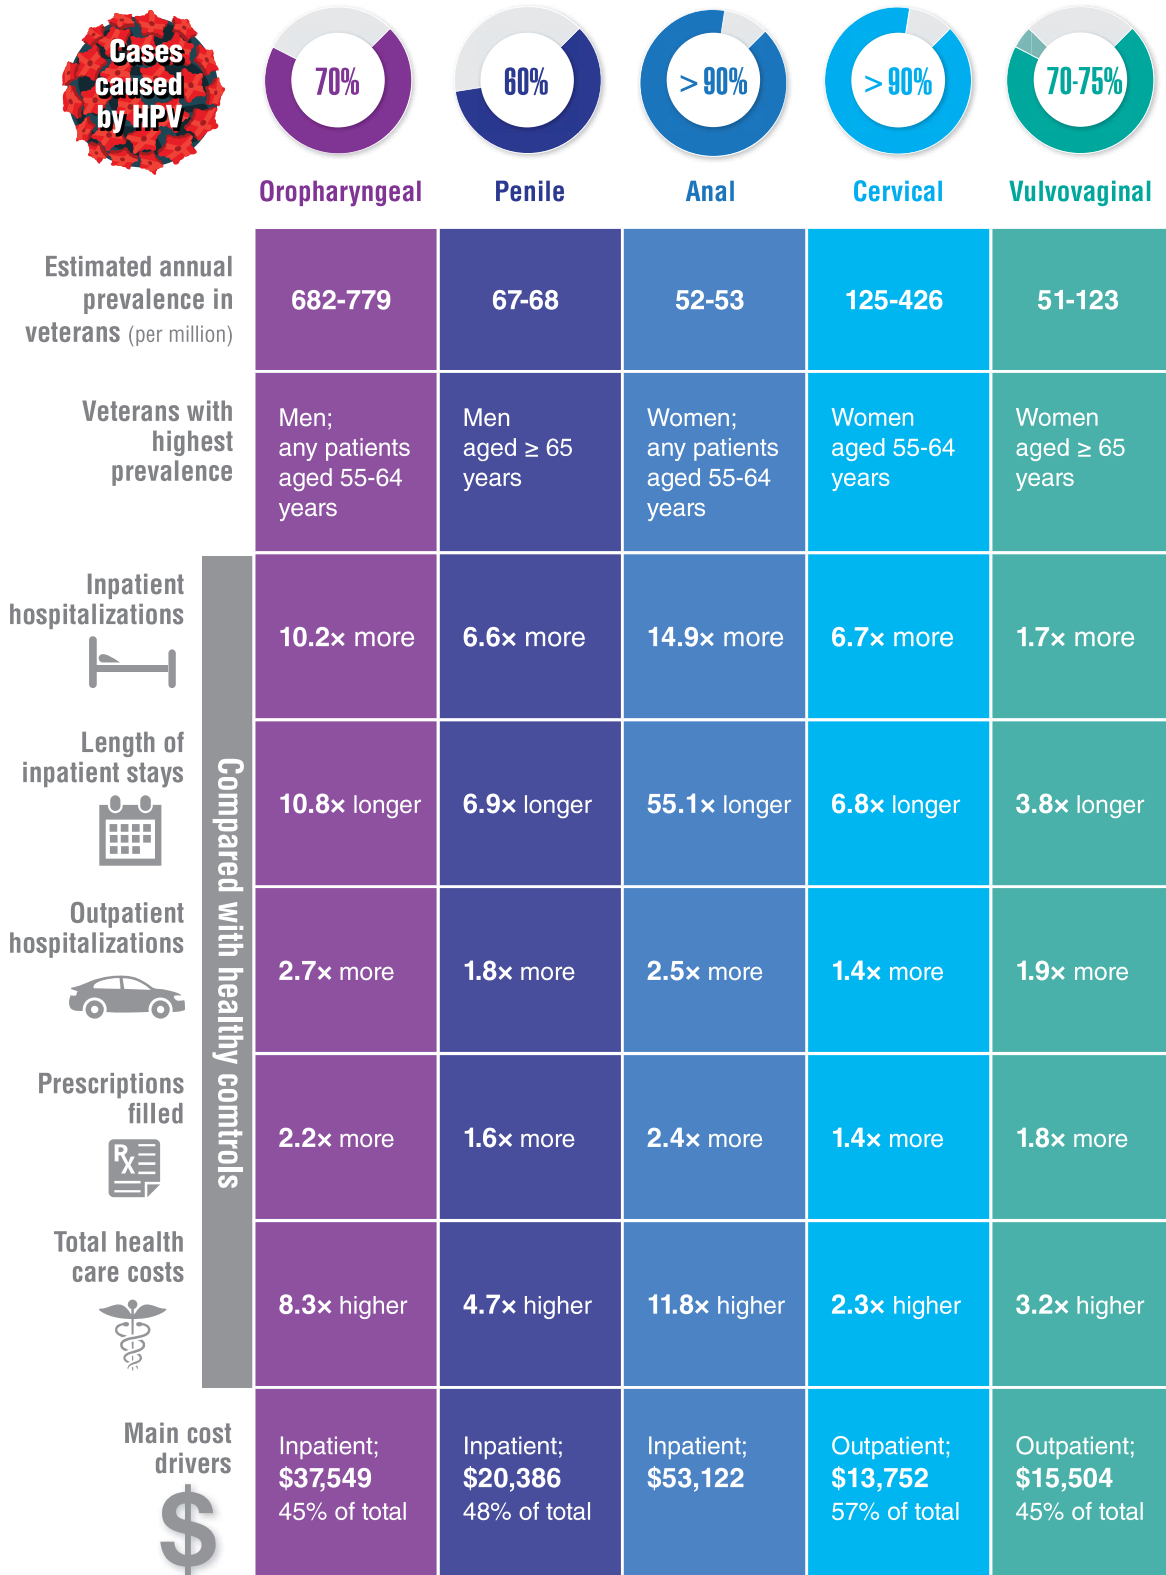 Cases
caused
by HPV
70%
60%
> 90%
> 90%
70-75%
Oropharyngeal
Penile
Anal
Cervical
Vulvovaginal
Estimated annual
prevalence in
veterans (per million)
682-779
67-68
52-53
125-426
51-123
Veterans with
highest
prevalence
Men;
any patients
aged 55-64
years
Men
aged ≥ 65
years
Women;
any patients
aged 55-64
years
Women
aged 55-64
years
Women
aged ≥ 65
years
Compared with healthy comtrols
Inpatient
hospitalizations
10.2× more
6.6× more
14.9× more
6.7× more
1.7× more
Length of
inpatient stays
10.8× longer
6.9× longer
55.1× longer
6.8× longer
3.8× longer
Outpatient
hospitalizations
2.7× more
1.8× more
2.5× more
1.4× more
1.9× more
Prescriptions
filled
Rx
2.2× more
1.6× more
2.4× more
1.4× more
1.8× more
Total health
care costs
8.3× higher
4.7× higher
11.8× higher
2.3× higher
3.2× higher
Main cost
drivers
$
Inpatient;
$37,549
45% of total
Inpatient;
$20,386
48% of total
Inpatient;
$53,122
Outpatient;
$13,752
57% of total
Outpatient;
$15,504
45% of total